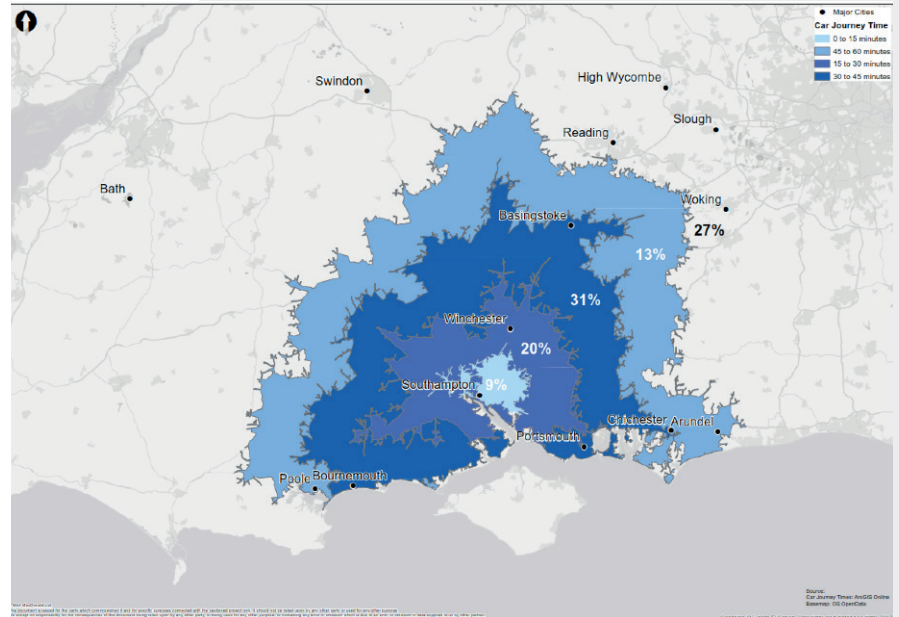 Major Cities
Car Journey Time
0 to 15 minutes
45 to 60 minutes
15 to 30 minutes
30 to 45 minutes
High Wycombe
Swindon
Slough
Reading
Bath
Woking
Basingstoke
27%
13%
31%
Winchester
20%
Southampton
9%
Chichester
Arundel
Portsmouth
Poole
Bournemouth
Source:
Car Journey Times: ArcGIS Online
Basemap: OS OpenData